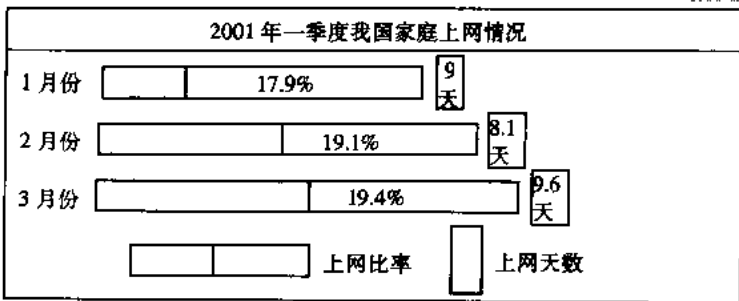 2001年一季度我国家庭上网情况
1月份 17.9% 9天
2月份 19.1% 8.1天
3月份 19.4% 9.6天
上网比率 上网天数